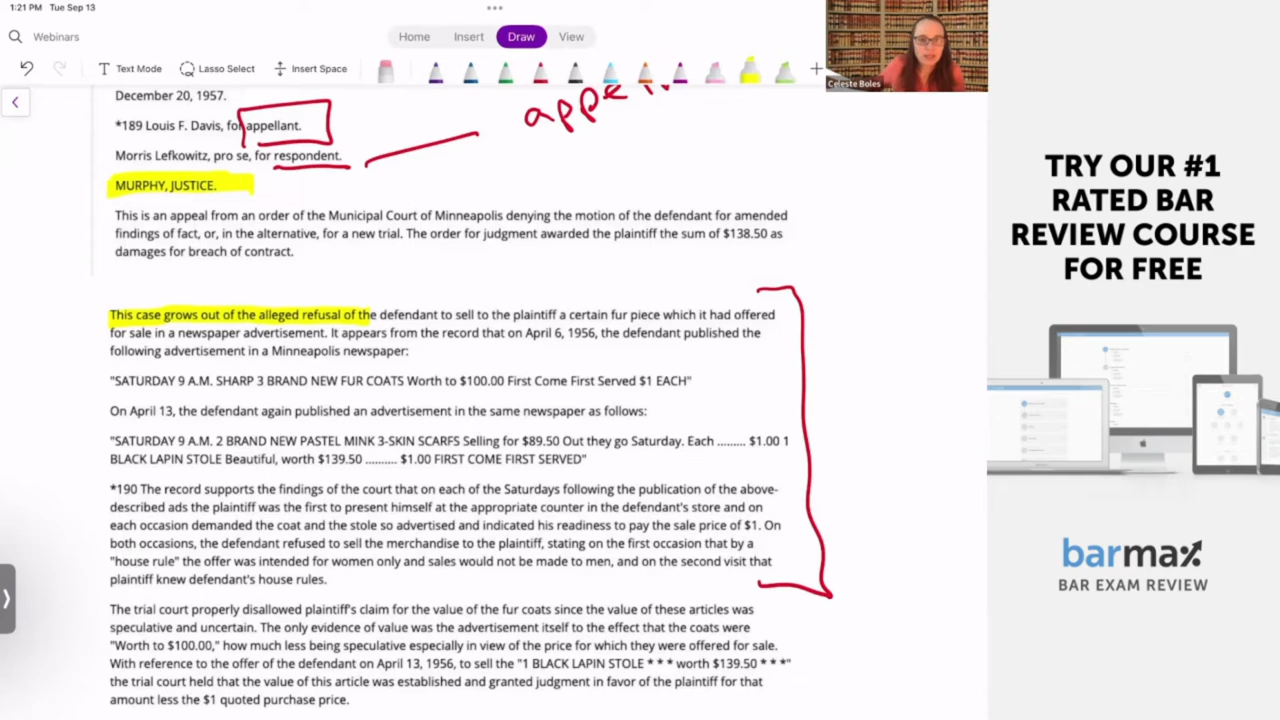 1:21 PM Tue Sep 13
Webinars
Home Insert Draw View
Text Mode Lasso Select Insert Space
Celeste Boles
December 20, 1957.
*189 Louis F. Davis, for appellant.
Morris Lefkowitz, pro se, for respondent.
MURPHY, JUSTICE.
This is an appeal from an order of the Municipal Court of Minneapolis denying the motion of the defendant for amended
findings of fact, or, in the alternative, for a new trial. The order for judgment awarded the plaintiff the sum of $138.50 as
damages for breach of contract.
This case grows out of the alleged refusal of the defendant to sell to the plaintiff a certain fur piece which it had offered
for sale in a newspaper advertisement. It appears from the record that on April 6, 1956, the defendant published the
following advertisement in a Minneapolis newspaper:
"SATURDAY 9 A.M. SHARP 3 BRAND NEW FUR COATS Worth to $100.00 First Come First Served $1 EACH"
On April 13, the defendant again published an advertisement in the same newspaper as follows:
"SATURDAY 9 A.M. 2 BRAND NEW PASTEL MINK 3-SKIN SCARFS Selling for $89.50 Out they go Saturday. Each ......... $1.00 1
BLACK LAPIN STOLE Beautiful, worth $139.50 .......... $1.00 FIRST COME FIRST SERVED"
*190 The record supports the findings of the court that on each of the Saturdays following the publication of the above-
described ads the plaintiff was the first to present himself at the appropriate counter in the defendant's store and on
each occasion demanded the coat and the stole so advertised and indicated his readiness to pay the sale price of $1. On
both occasions, the defendant refused to sell the merchandise to the plaintiff, stating on the first occasion that by a
"house rule" the offer was intended for women only and sales would not be made to men, and on the second visit that
plaintiff knew defendant's house rules.
The trial court properly disallowed plaintiff's claim for the value of the fur coats since the value of these articles was
speculative and uncertain. The only evidence of value was the advertisement itself to the effect that the coats were
"Worth to $100.00," how much less being speculative especially in view of the price for which they were offered for sale.
With reference to the offer of the defendant on April 13, 1956, to sell the "1 BLACK LAPIN STOLE * * * worth $139.50 * * *"
the trial court held that the value of this article was established and granted judgment in favor of the plaintiff for that
amount less the $1 quoted purchase price.
TRY OUR #1
RATED BAR
REVIEW COURSE
FOR FREE
barmax
BAR EXAM REVIEW